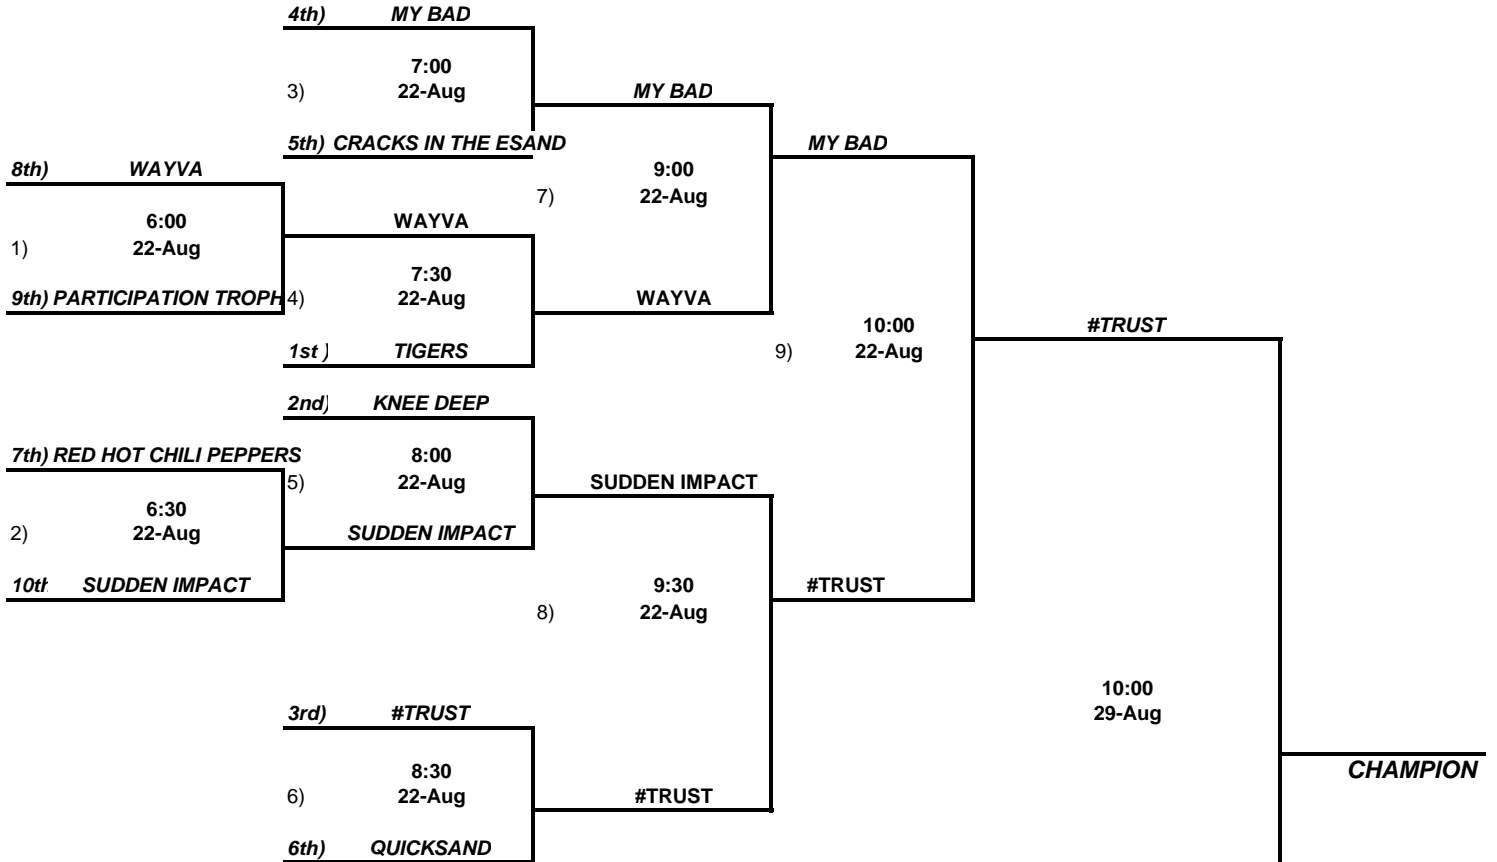 4th) MY BAD
7:00
3) 22-Aug
MY BAD
5th) CRACKS IN THE ESAND
MY BAD
8th) WAYVA
9:00
7) 22-Aug
6:00
1) 22-Aug
WAYVA
7:30
9th) PARTICIPATION TROPH
4) 22-Aug
WAYVA
10:00
9) 22-Aug
#TRUST
1st ) TIGERS
2nd) KNEE DEEP
7th) RED HOT CHILI PEPPERS
8:00
5) 22-Aug
SUDDEN IMPACT
6:30
2) 22-Aug
SUDDEN IMPACT
10th SUDDEN IMPACT
9:30
8) 22-Aug
#TRUST
10:00
29-Aug
3rd) #TRUST
8:30
6) 22-Aug
#TRUST
CHAMPION
6th) QUICKSAND